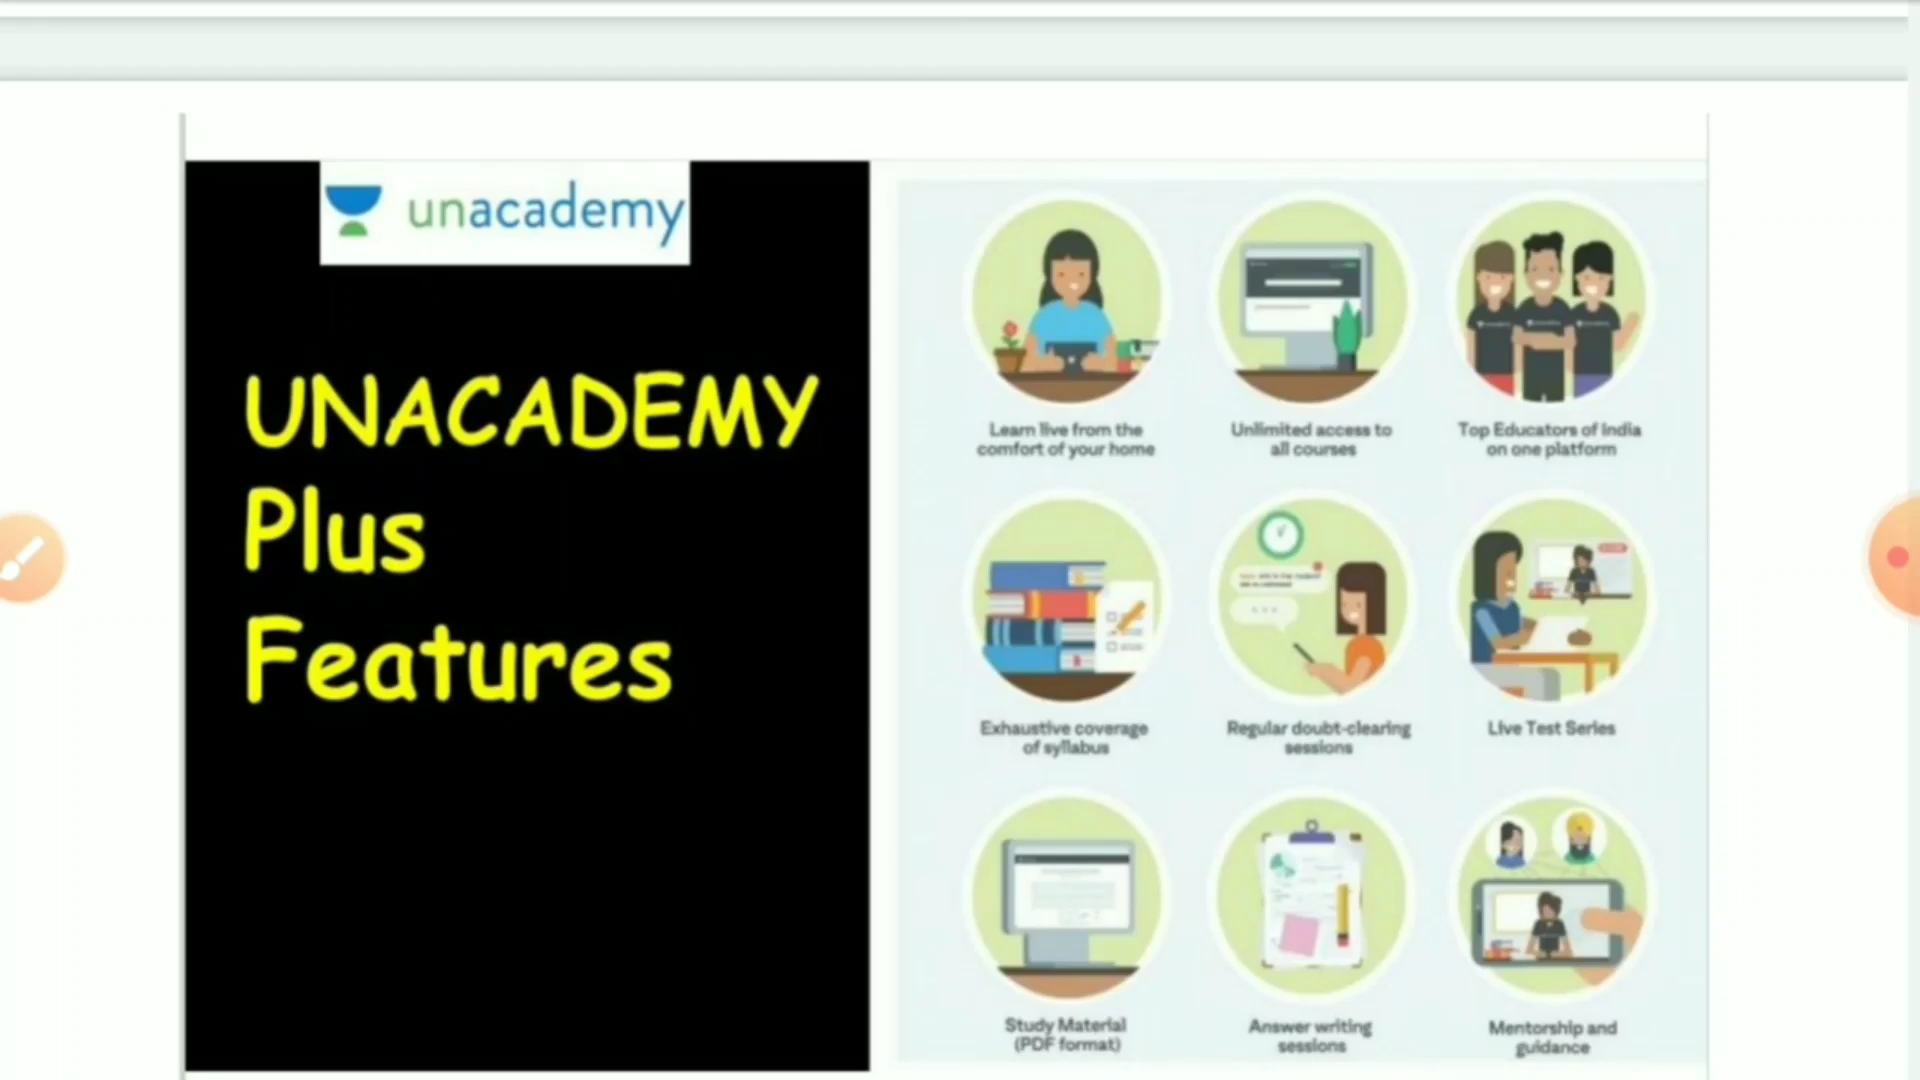 unacademy
UNACADEMY
Plus
Features
Learn live from the
comfort of your home
Unlimited access to
all courses
Top Educators of India
on one platform
Exhaustive coverage
of syllabus
Regular doubt-clearing
sessions
Live Test Series
Study Material
(PDF format)
Answer writing
sessions
Mentorship and
guidance